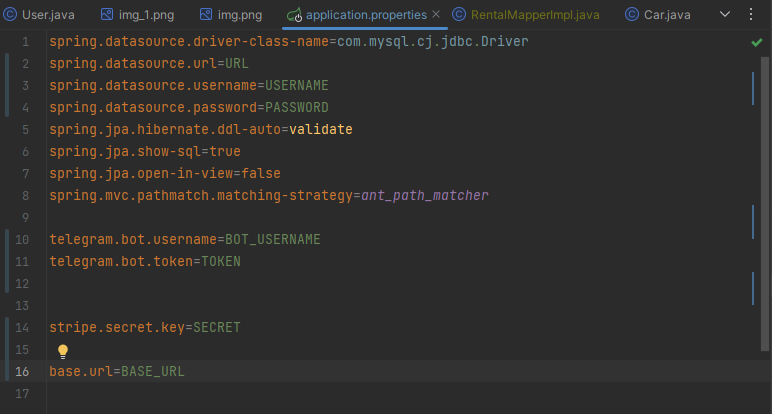 User.java img_1.png img.png application.properties RentalMapperImpl.java Car.java
1 spring.datasource.driver-class-name=com.mysql.cj.jdbc.Driver
2 spring.datasource.url=URL
3 spring.datasource.username=USERNAME
4 spring.datasource.password=PASSWORD
5 spring.jpa.hibernate.ddl-auto=validate
6 spring.jpa.show-sql=true
7 spring.jpa.open-in-view=false
8 spring.mvc.pathmatch.matching-strategy=ant_path_matcher
9
10 telegram.bot.username=BOT_USERNAME
11 telegram.bot.token=TOKEN
12
13
14 stripe.secret.key=SECRET
15
16 base.url=BASE_URL
17